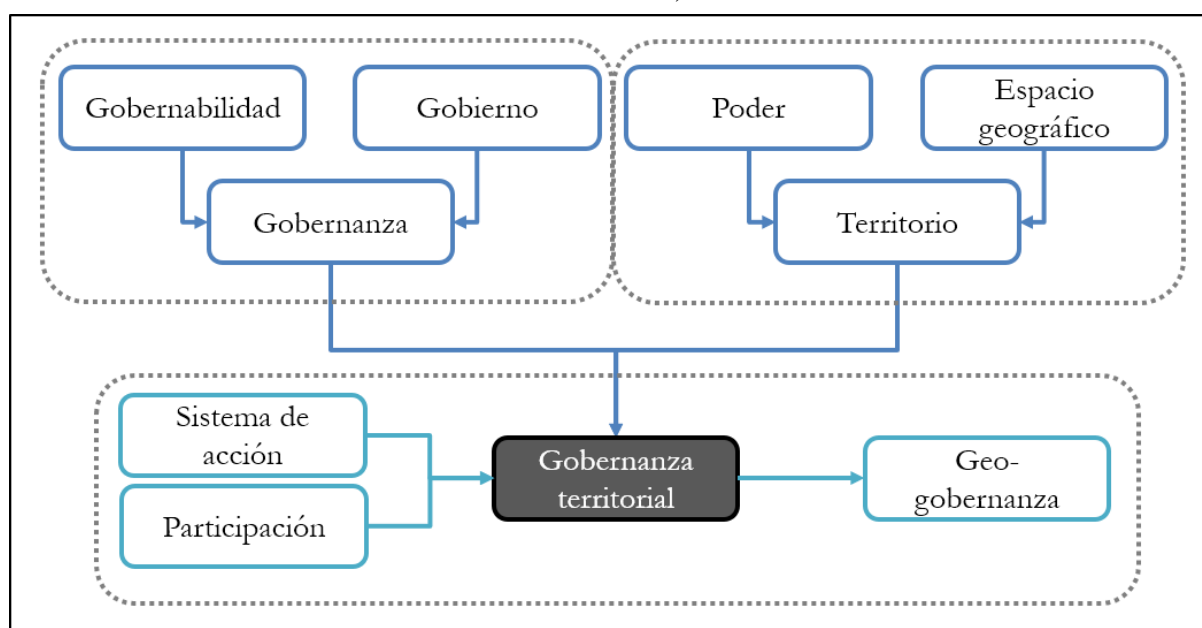 Gobernabilidad
Gobierno
Poder
Espacio
geográfico
Gobernanza
Territorio
Sistema de
acción
Participación
Gobernanza
territorial
Geo-
gobernanza